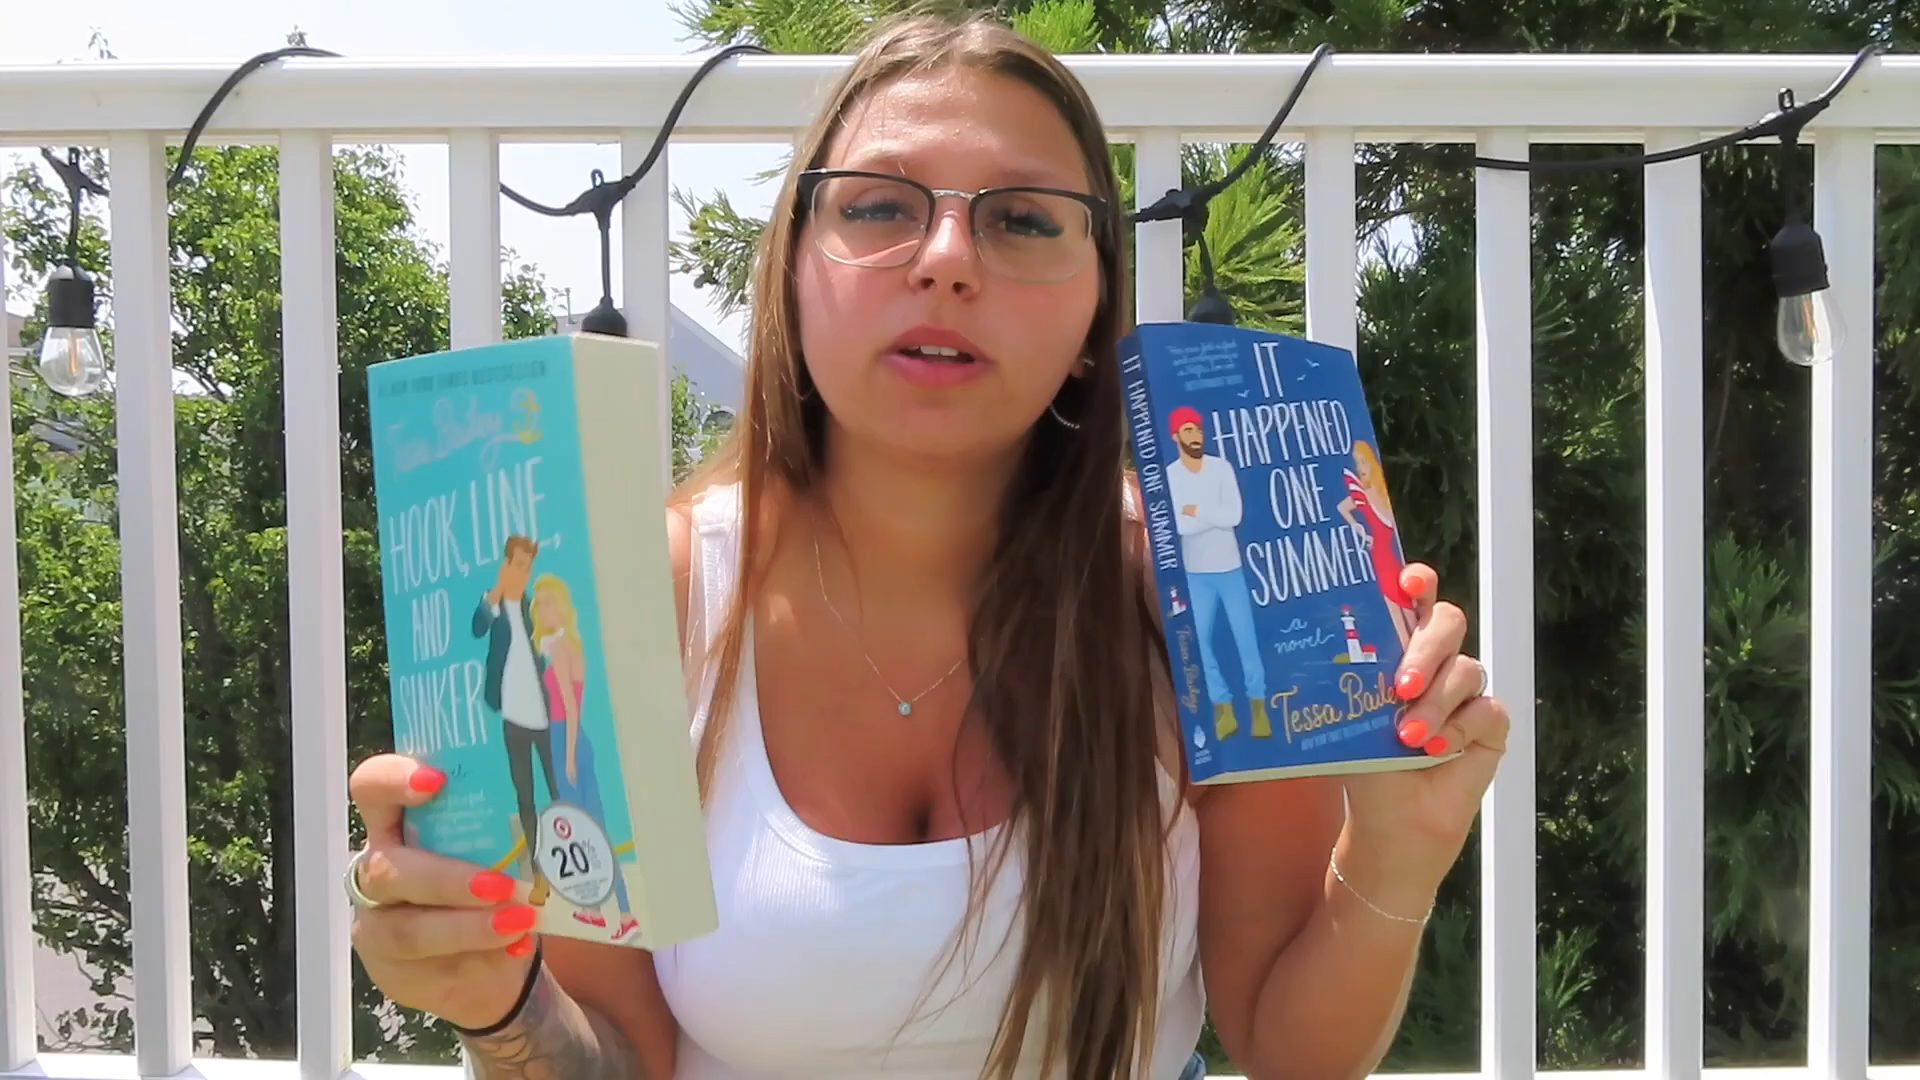 #1 NEW YORK TIMES BESTSELLER
Tessa Bailey
HOOK, LINE,
AND
SINKER
20%
IT HAPPENED ONE SUMMER
Tessa Bailey
IT
HAPPENED
ONE
SUMMER
a
novel
Tessa Bailey
NEW YORK TIMES BESTSELLING AUTHOR